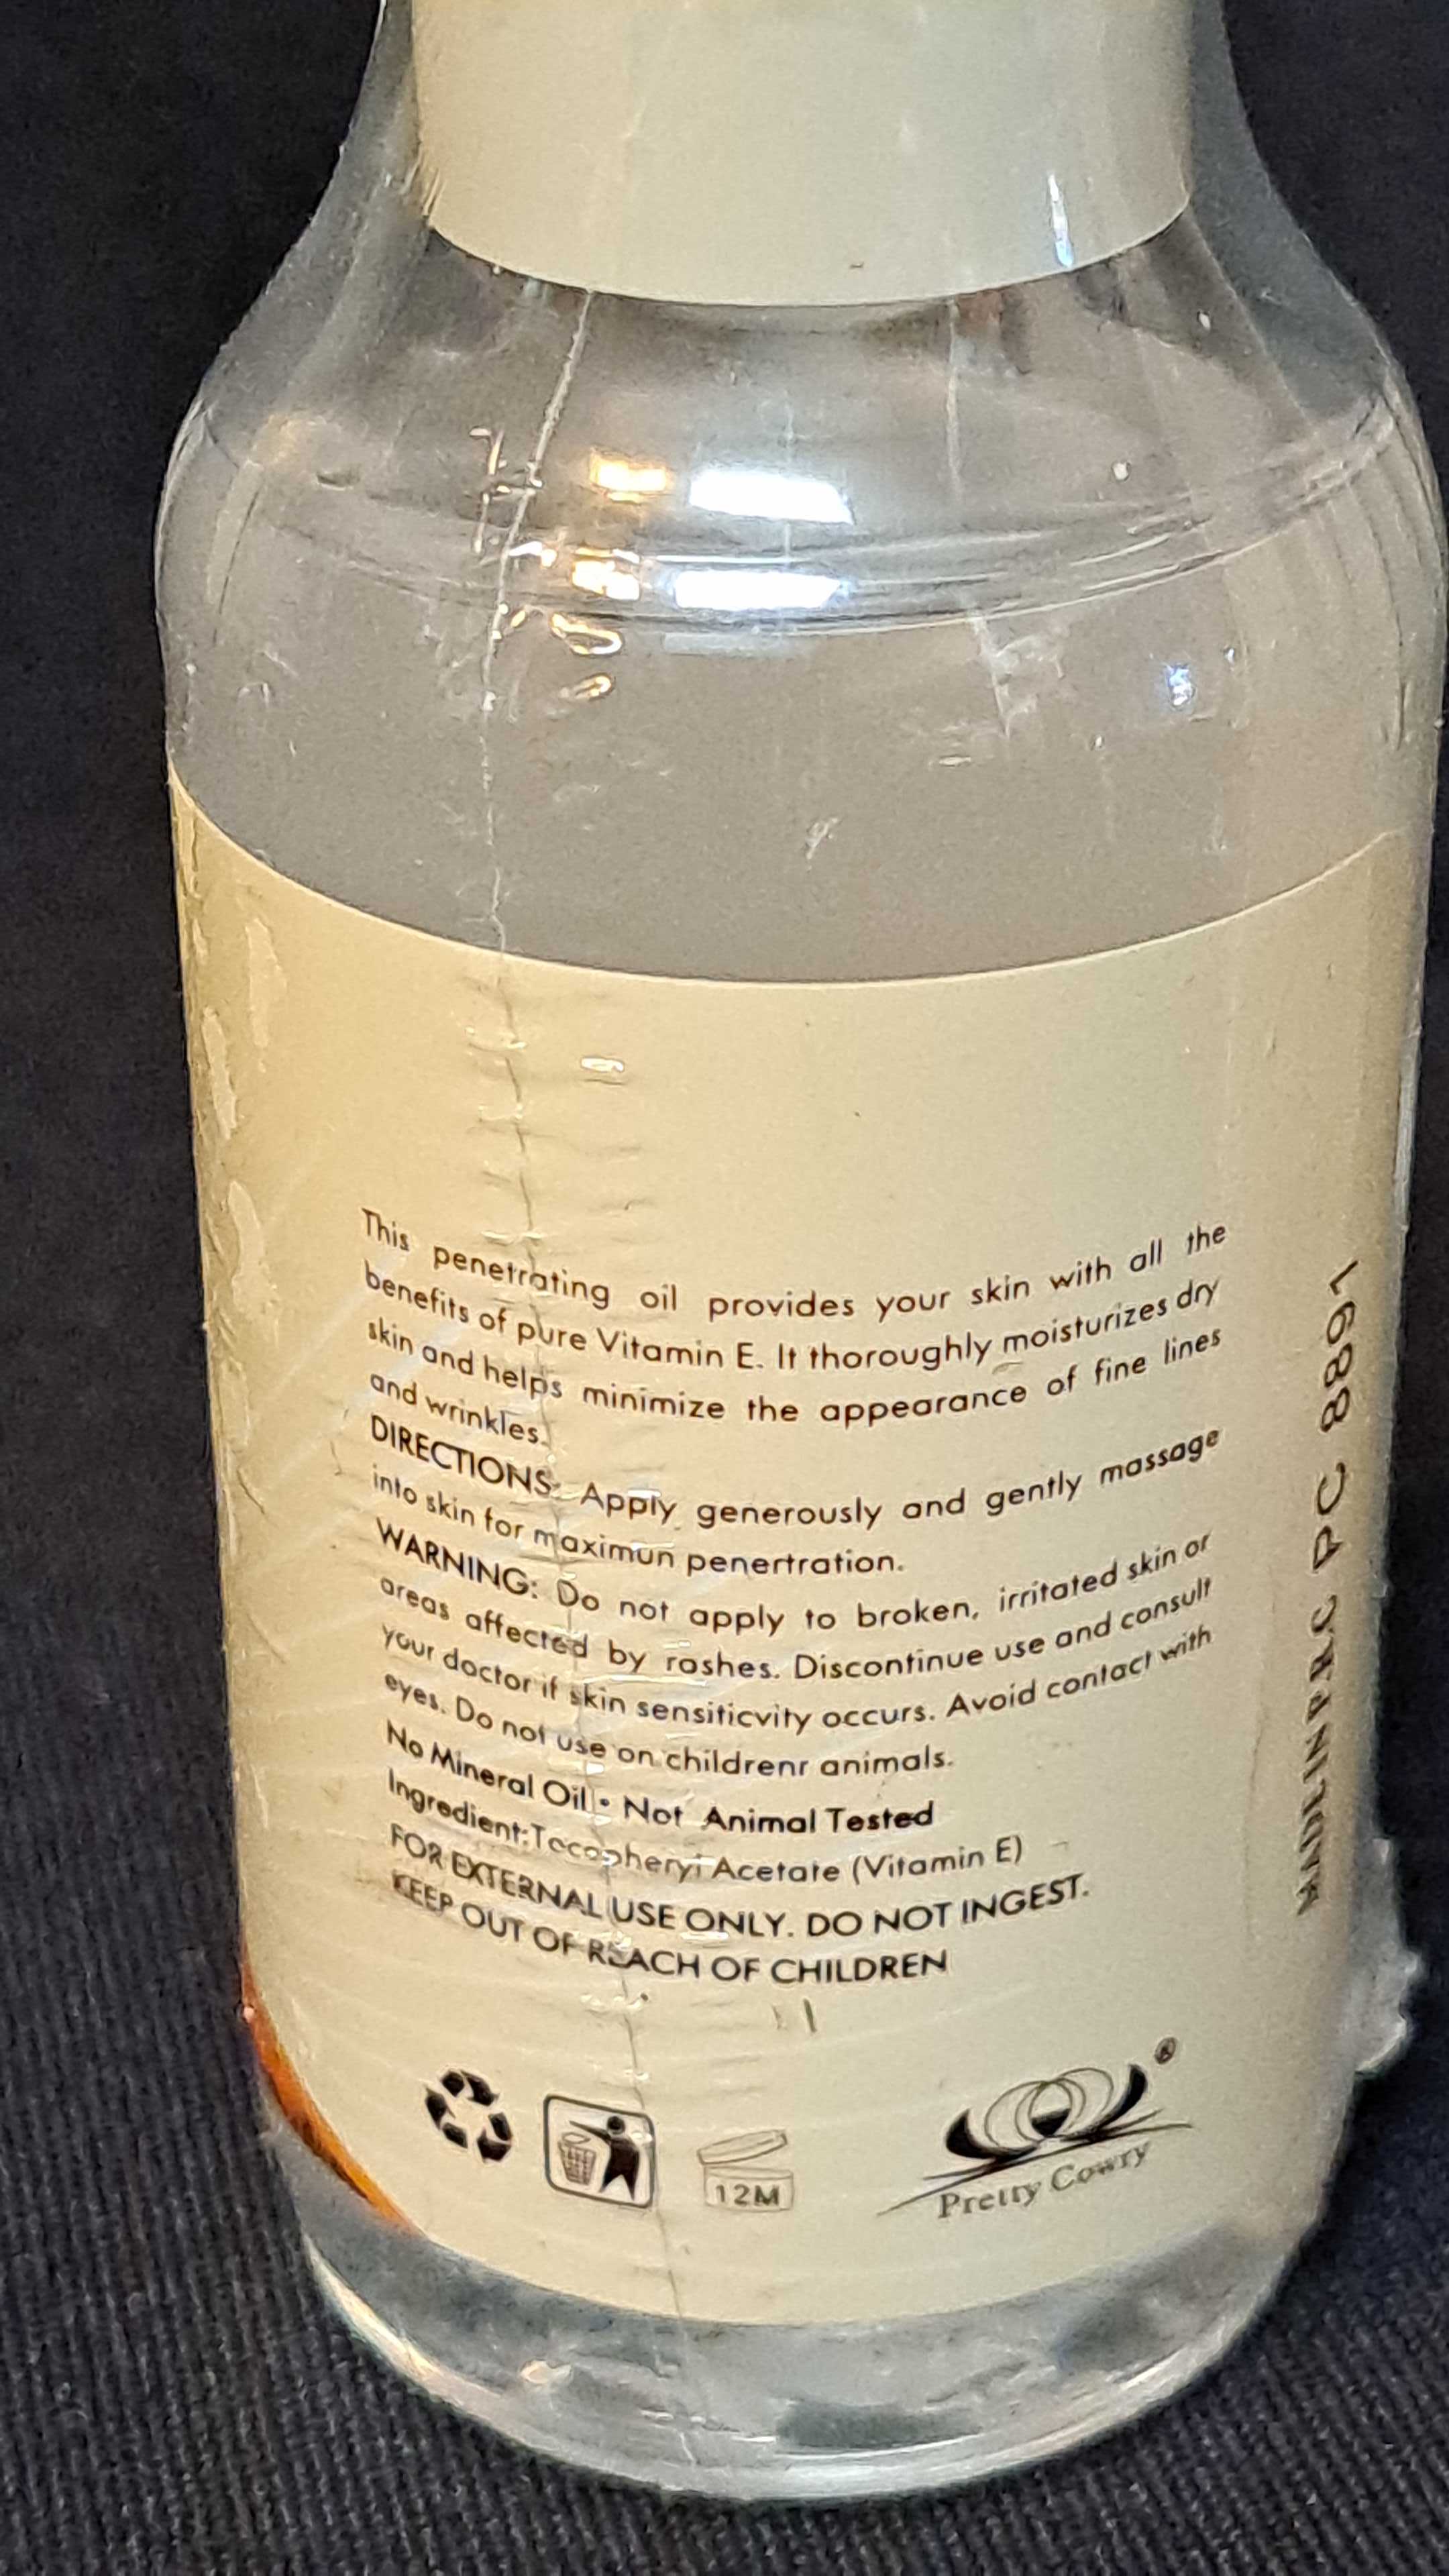 This penetrating oil provides your skin with all the
benefits of pure Vitamin E. It thoroughly moisturizes dry
skin and helps minimize the appearance of fine lines
and wrinkles.
DIRECTIONS: Apply generously and gently massage
into skin for maximun penertration.
WARNING: Do not apply to broken, irritated skin or
areas affected by rashes. Discontinue use and consult
your doctor if skin sensiticvity occurs. Avoid contact with
eyes. Do not use on childrenr animals.
No Mineral Oil • Not Animal Tested
Ingredient:Tocopheryi Acetate (Vitamin E)
FOR EXTERNAL USE ONLY. DO NOT INGEST.
KEEP OUT OF REACH OF CHILDREN
12M
Pretty Cowry ®
MADE IN P.R.C PC 8891